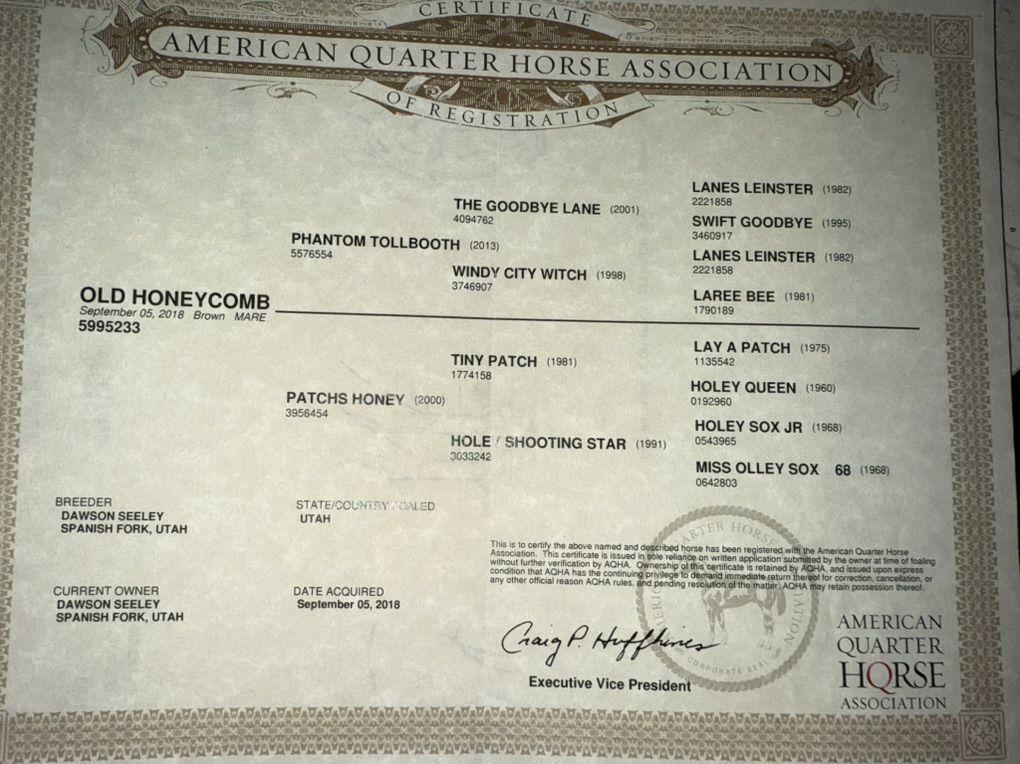 CERTIFICATE
AMERICAN QUARTER HORSE ASSOCIATION
OF REGISTRATION
LANES LEINSTER (1982)
2221858
THE GOODBYE LANE (2001)
4094762
SWIFT GOODBYE (1995)
3460917
PHANTOM TOLLBOOTH (2013)
5576554
LANES LEINSTER (1982)
2221858
WINDY CITY WITCH (1998)
3746907
LAREE BEE (1981)
1790189
OLD HONEYCOMB
September 05, 2018 Brown MARE
5995233
LAY A PATCH (1975)
1135542
TINY PATCH (1981)
1774158
HOLEY QUEEN (1960)
0192960
PATCHS HONEY (2000)
3956454
HOLEY SOX JR (1968)
0543965
HOLEY SHOOTING STAR (1991)
3033242
MISS OLLEY SOX 68 (1968)
0642803
BREEDER
DAWSON SEELEY
SPANISH FORK, UTAH
STATE/COUNTRY FOALED
UTAH
CURRENT OWNER
DAWSON SEELEY
SPANISH FORK, UTAH
DATE ACQUIRED
September 05, 2018
This is to certify the above named and described horse has been registered with the American Quarter Horse
Association. This certificate is issued in sole reliance on written application submitted by the owner at time of foaling
without further verification by AQHA. Ownership of this certificate is retained by AQHA, and issued upon express
condition that AQHA has the continuing privilege to demand immediate return thereof for correction, cancellation, or
any other official reason AQHA rules, and pending resolution of the matter, AQHA may retain possession thereof.
Craig P. Huffhines
Executive Vice President
CORPORATE SEAL
AMERICAN
QUARTER
HORSE
ASSOCIATION